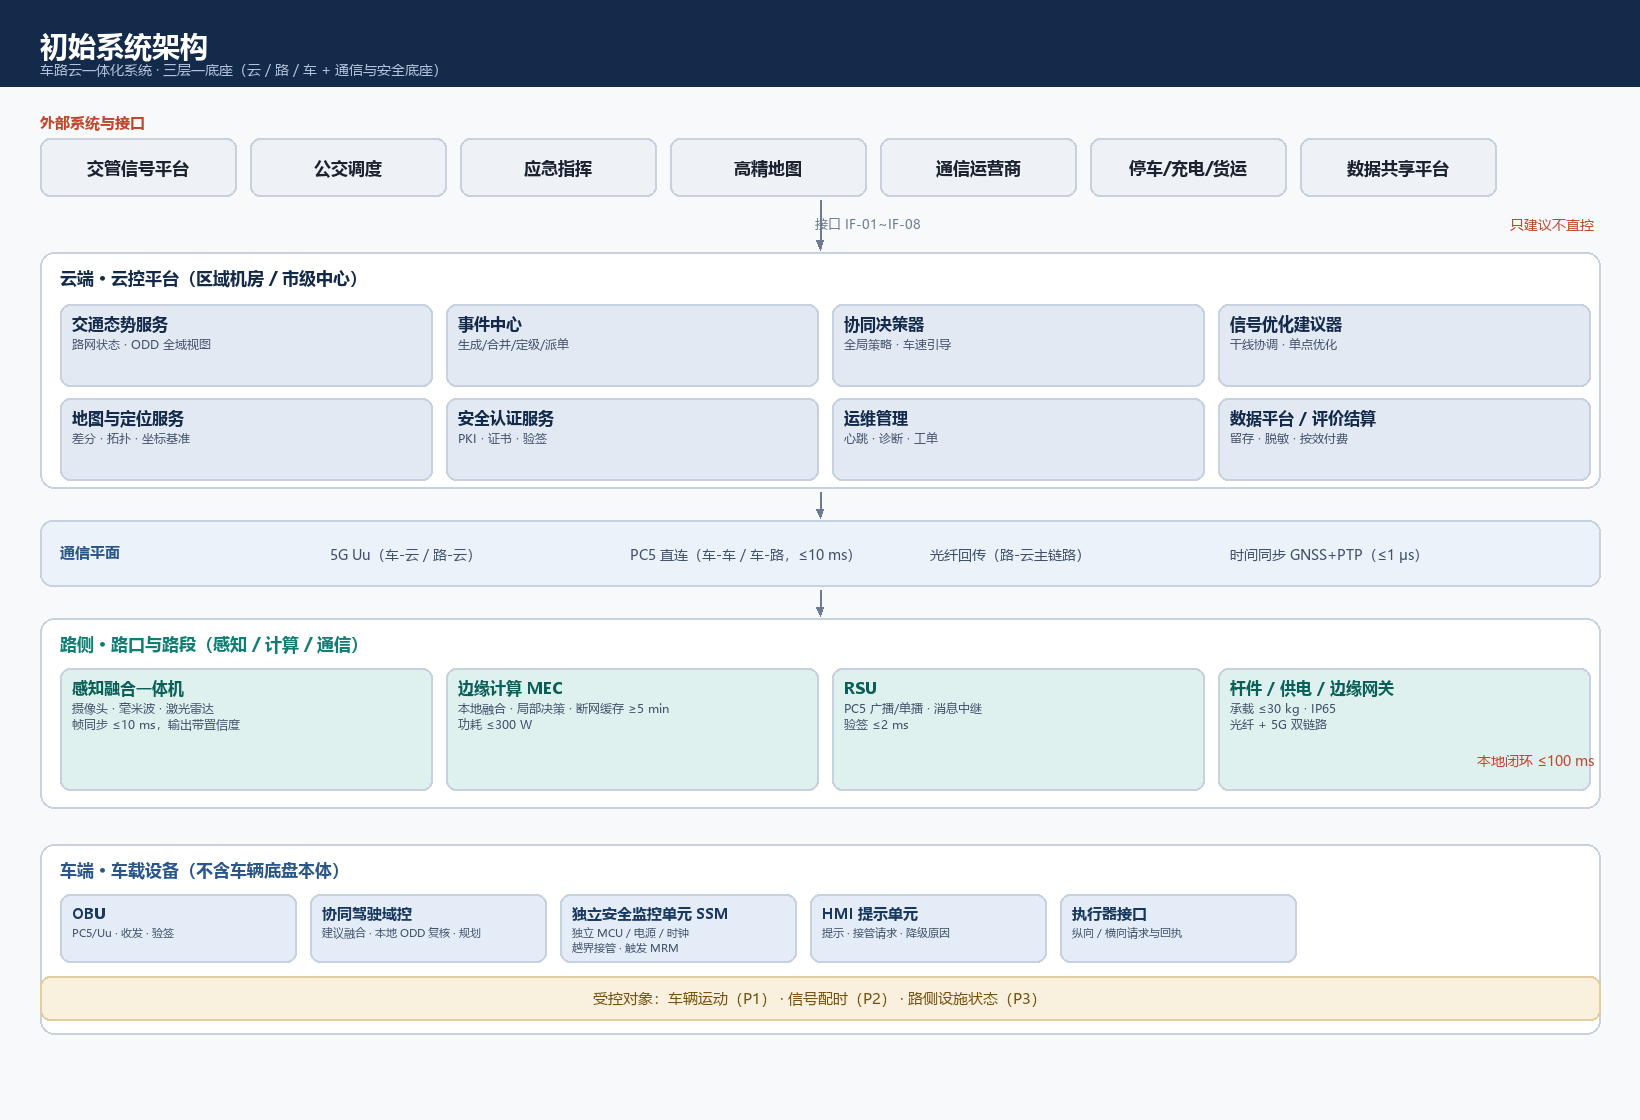 初始系统架构
车路云一体化系统 · 三层一底座（云 / 路 / 车 + 通信与安全底座）
外部系统与接口
交管信号平台
公交调度
应急指挥
高精地图
通信运营商
停车/充电/货运
数据共享平台
接口 IF-01~IF-08
只建议不直控
云端 • 云控平台（区域机房 / 市级中心）
交通态势服务
路网状态 · ODD 全域视图
事件中心
生成/合并/定级/派单
协同决策器
全局策略 · 车速引导
信号优化建议器
干线协调 · 单点优化
地图与定位服务
差分 · 拓扑 · 坐标基准
安全认证服务
PKI · 证书 · 验签
运维管理
心跳 · 诊断 · 工单
数据平台 / 评价结算
留存 · 脱敏 · 按效付费
通信平面
5G Uu（车-云 / 路-云）
PC5 直连（车-车 / 车-路，≤10 ms）
光纤回传（路-云主链路）
时间同步 GNSS+PTP（≤1 μs）
路侧 • 路口与路段（感知 / 计算 / 通信）
感知融合一体机
摄像头 · 毫米波 · 激光雷达
帧同步 ≤10 ms，输出带置信度
边缘计算 MEC
本地融合 · 局部决策 · 断网缓存 ≥5 min
功耗 ≤300 W
RSU
PC5 广播/单播 · 消息中继
验签 ≤2 ms
杆件 / 供电 / 边缘网关
承载 ≤30 kg · IP65
光纤 + 5G 双链路
本地闭环 ≤100 ms
车端 • 车载设备（不含车辆底盘本体）
OBU
PC5/Uu · 收发 · 验签
协同驾驶域控
建议融合 · 本地 ODD 复核 · 规划
独立安全监控单元 SSM
独立 MCU / 电源 / 时钟
越界接管 · 触发 MRM
HMI 提示单元
提示 · 接管请求 · 降级原因
执行器接口
纵向 / 横向请求与回执
受控对象：车辆运动（P1） · 信号配时（P2） · 路侧设施状态（P3）